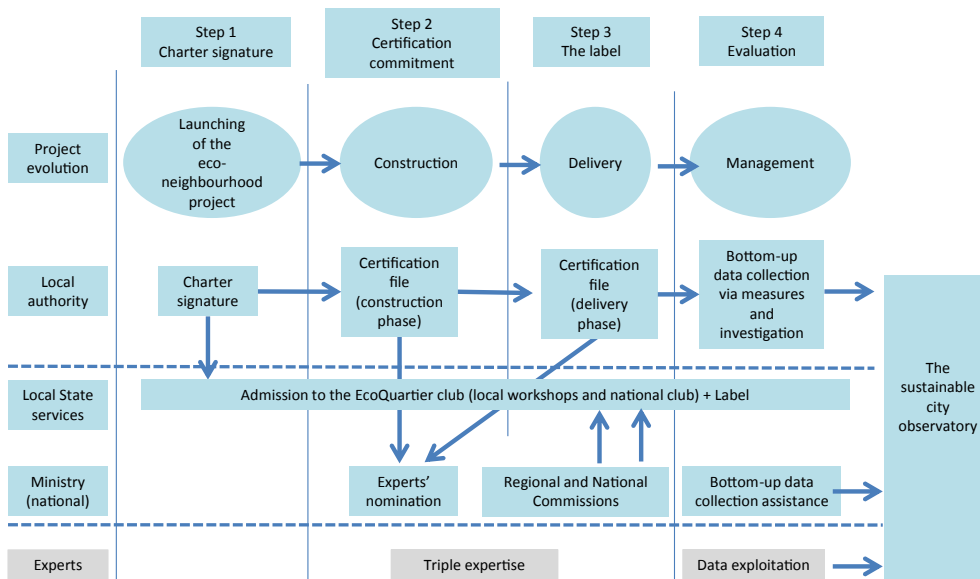 Step 1
Charter signature
Step 2
Certification
commitment
Step 3
The label
Step 4
Evaluation
Project
evolution
Launching
of the
eco-
neighbourhood
project
Construction
Delivery
Management
Local
authority
Charter
signature
Certification
file
(construction
phase)
Certification
file
(delivery
phase)
Bottom-up
data collection
via measures
and
investigation
The
sustainable
city
observatory
Local State
services
Admission to the EcoQuartier club (local workshops and national club) + Label
Ministry
(national)
Experts'
nomination
Regional and National
Commissions
Bottom-up data
collection assistance
Experts
Triple expertise
Data exploitation